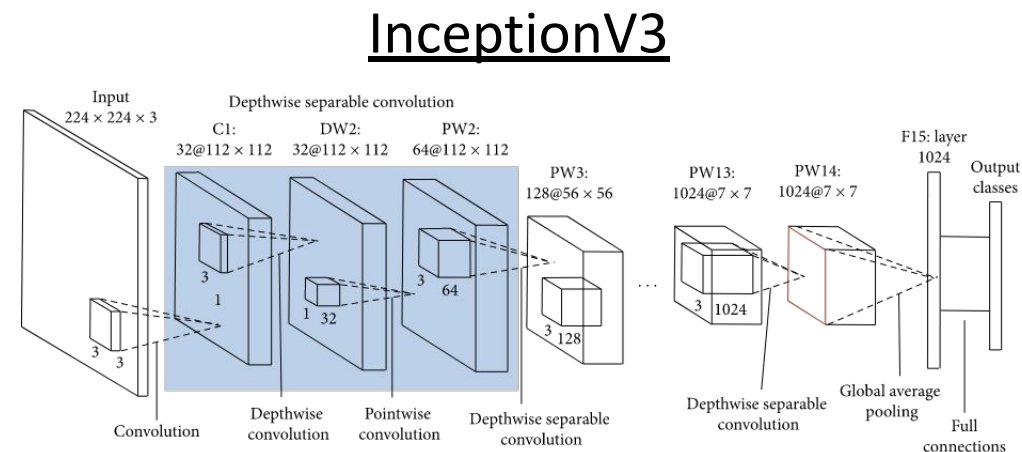 InceptionV3
Input
224 × 224 × 3
Depthwise separable convolution
C1:
32@112 × 112
DW2:
32@112 × 112
PW2:
64@112 × 112
PW3:
128@56 × 56
PW13:
1024@7 × 7
PW14:
1024@7 × 7
F15: layer
1024
Output
classes
3
3
3
1
1
32
3
64
3
128
...
3
1024
Convolution
Depthwise
convolution
Pointwise
convolution
Depthwise separable
convolution
Depthwise separable
convolution
Global average
pooling
Full
connections